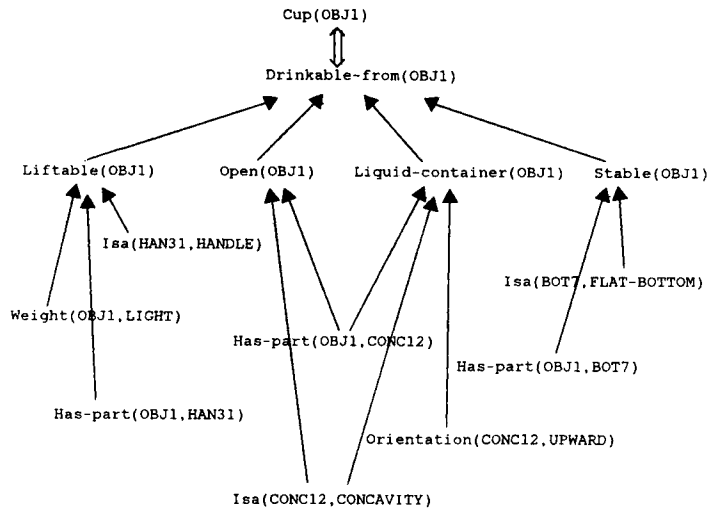 Cup(OBJ1)
Drinkable-from(OBJ1)
Liftable(OBJ1)
Open(OBJ1)
Liquid-container(OBJ1)
Stable(OBJ1)
Isa(HAN31,HANDLE)
Isa(BOT7,FLAT-BOTTOM)
Weight(OBJ1,LIGHT)
Has-part(OBJ1,CONC12)
Has-part(OBJ1,BOT7)
Has-part(OBJ1,HAN31)
Orientation(CONC12,UPWARD)
Isa(CONC12,CONCAVITY)